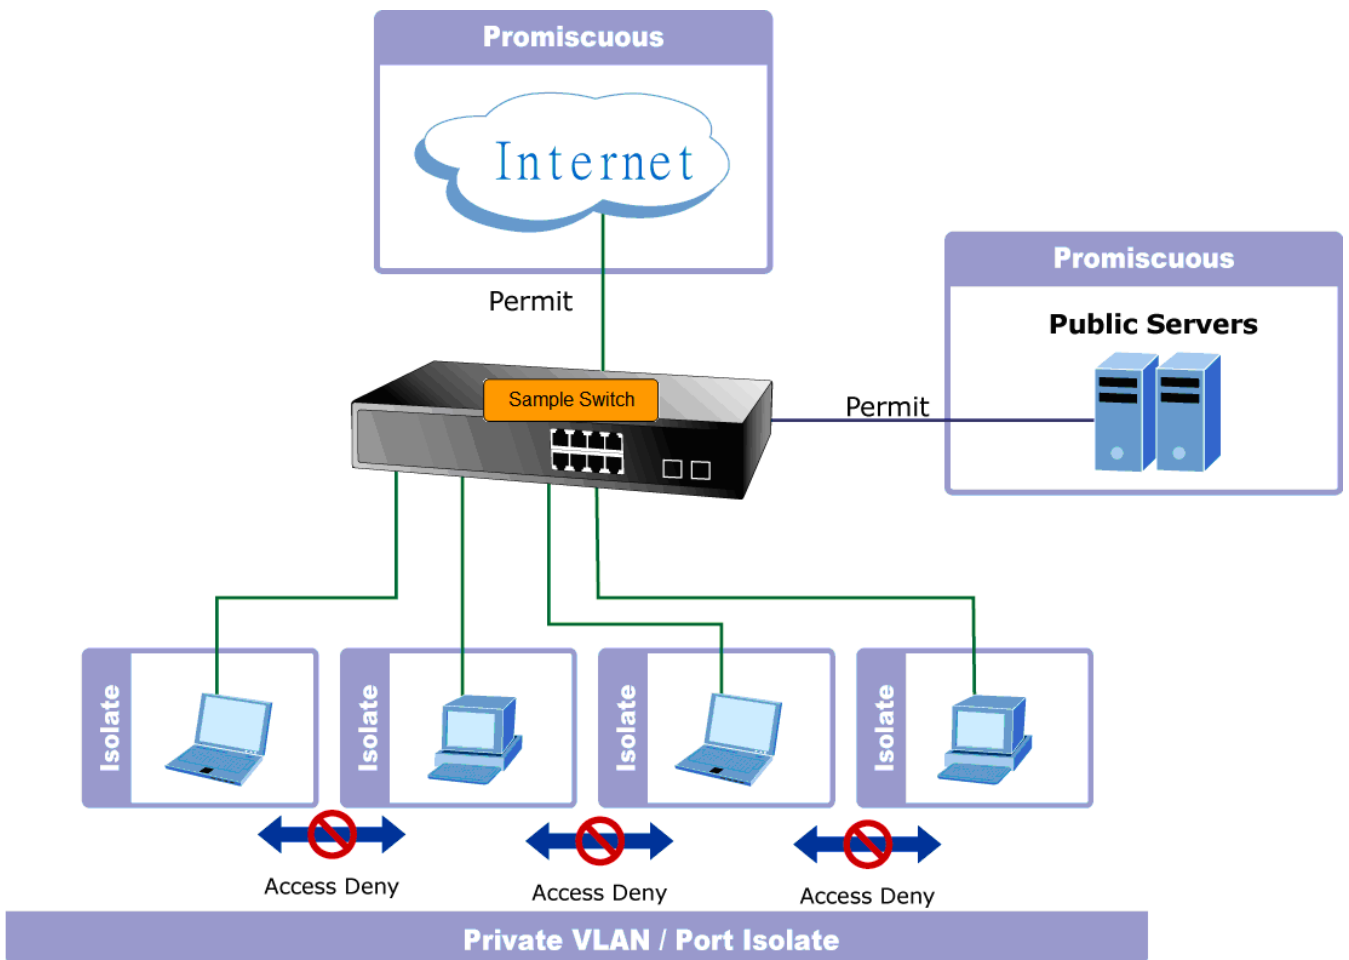 Promiscuous
Internet
Permit
Promiscuous
Public Servers
Sample Switch
Permit
Isolate
Isolate
Isolate
Isolate
Access Deny
Access Deny
Access Deny
Private VLAN / Port Isolate